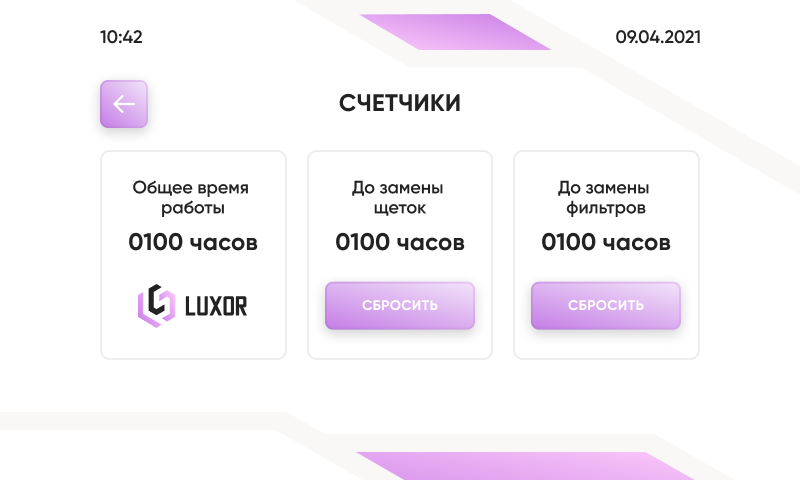 10:42
09.04.2021
СЧЕТЧИКИ
Общее время
работы
0100 часов
LUXOR
До замены
щеток
0100 часов
СБРОСИТЬ
До замены
фильтров
0100 часов
СБРОСИТЬ